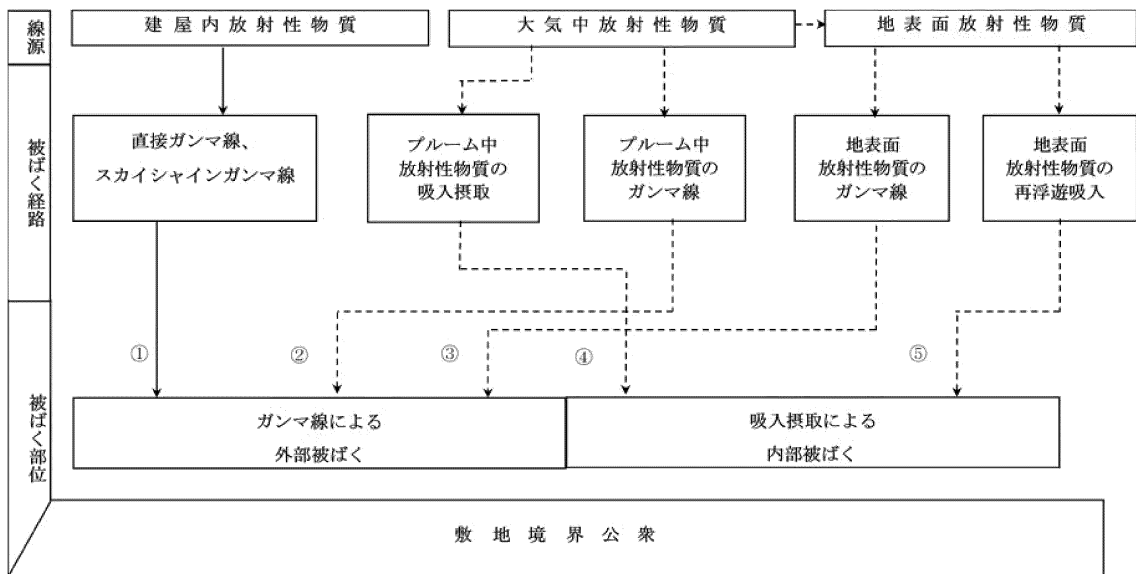 線源
建屋内放射性物質
大気中放射性物質
地表面放射性物質
被ばく経路
直接ガンマ線、
スカイシャインガンマ線
プルーム中
放射性物質の
吸入摂取
プルーム中
放射性物質の
ガンマ線
地表面
放射性物質の
ガンマ線
地表面
放射性物質の
再浮遊吸入
①
②
③
④
⑤
被ばく部位
ガンマ線による
外部被ばく
吸入摂取による
内部被ばく
敷地境界公衆